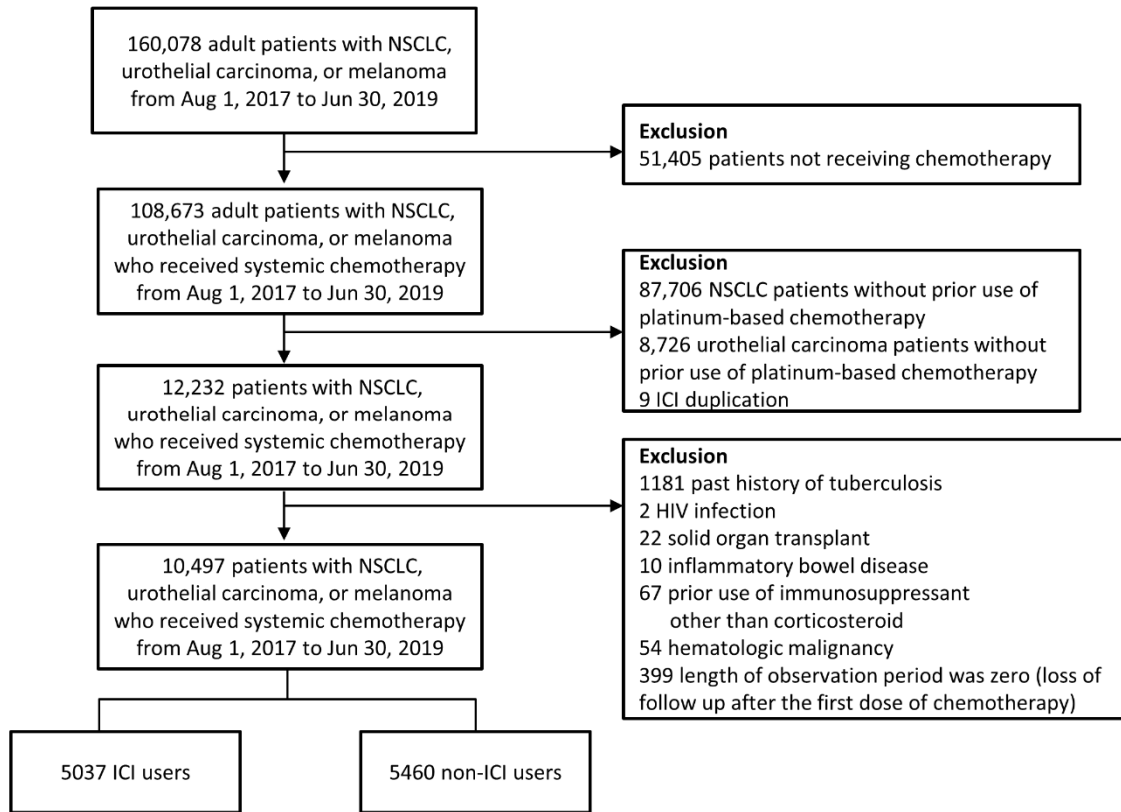 160,078 adult patients with NSCLC,
urothelial carcinoma, or melanoma
from Aug 1, 2017 to Jun 30, 2019
Exclusion
51,405 patients not receiving chemotherapy
108,673 adult patients with NSCLC,
urothelial carcinoma, or melanoma
who received systemic chemotherapy
from Aug 1, 2017 to Jun 30, 2019
Exclusion
87,706 NSCLC patients without prior use of
platinum-based chemotherapy
8,726 urothelial carcinoma patients without
prior use of platinum-based chemotherapy
9 ICI duplication
12,232 patients with NSCLC,
urothelial carcinoma, or melanoma
who received systemic chemotherapy
from Aug 1, 2017 to Jun 30, 2019
Exclusion
1181 past history of tuberculosis
2 HIV infection
22 solid organ transplant
10 inflammatory bowel disease
67 prior use of immunosuppressant
other than corticosteroid
54 hematologic malignancy
399 length of observation period was zero (loss of
follow up after the first dose of chemotherapy)
10,497 patients with NSCLC,
urothelial carcinoma, or melanoma
who received systemic chemotherapy
from Aug 1, 2017 to Jun 30, 2019
5037 ICI users
5460 non-ICI users